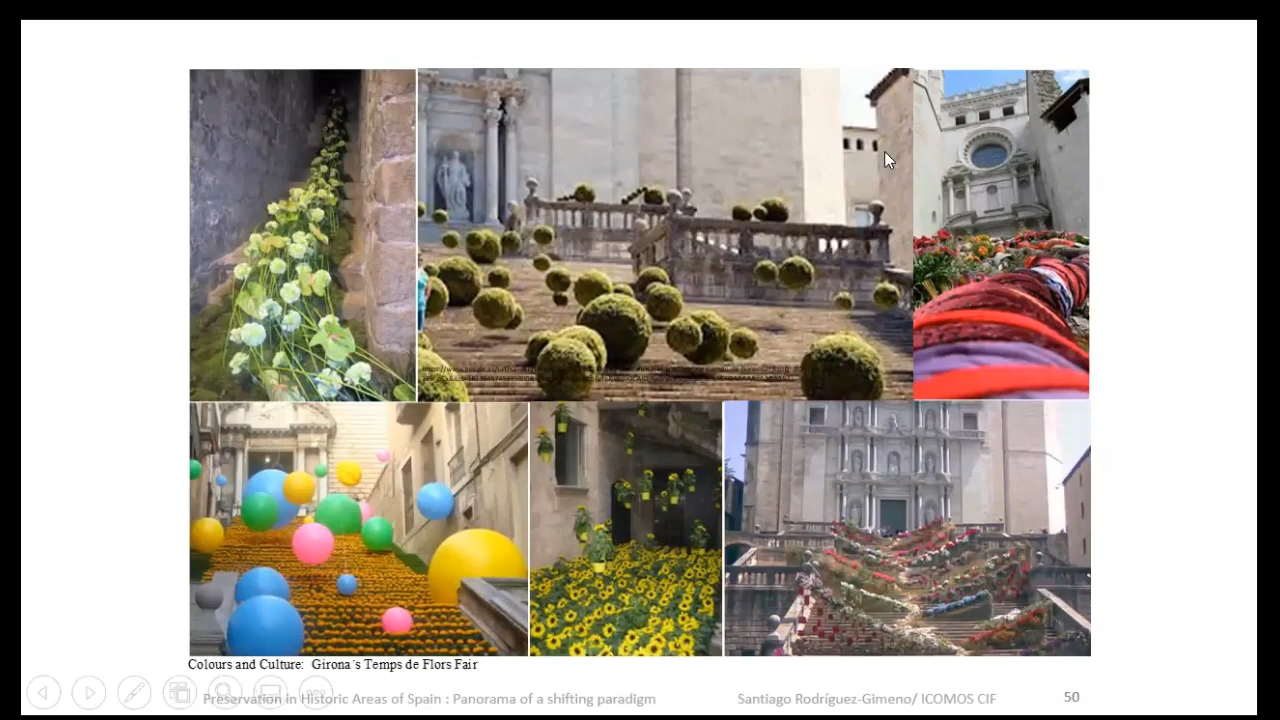 Colours and Culture:  Girona´s Temps de Flors Fair
Preservation in Historic Areas of Spain : Panorama of a shifting paradigm
Santiago Rodríguez-Gimeno/ ICOMOS CIF
50